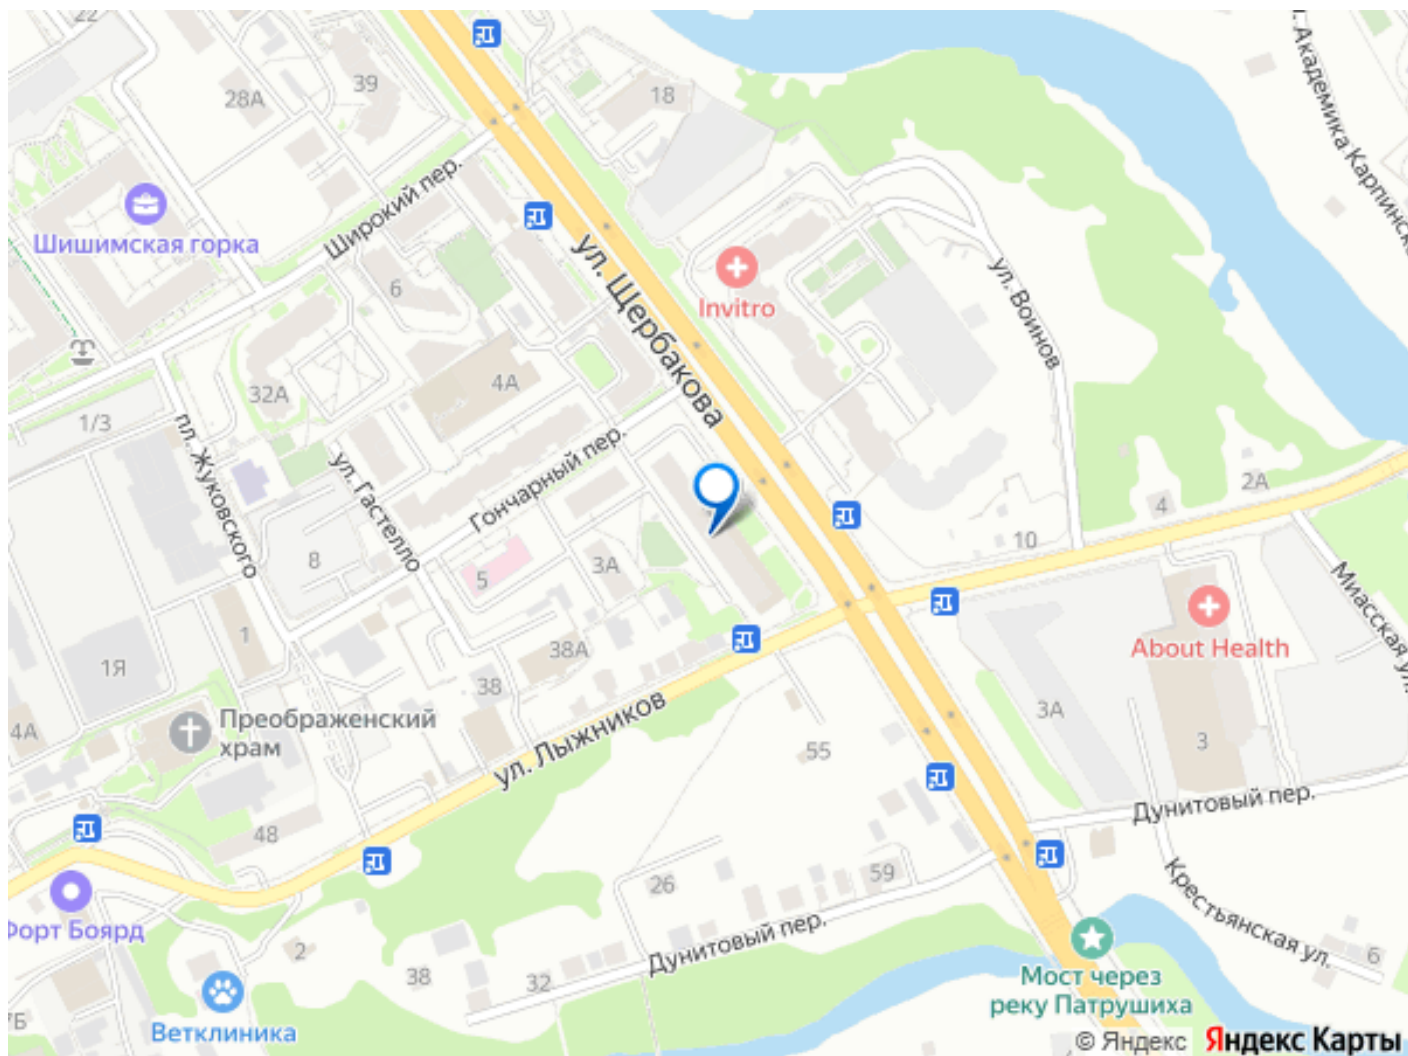 22
39
28А
18
ул. Академика Карпинск
Широкий пер.
Шишимская горка
6
ул. Щербакова
Invitro
ул. Воинов
4А
32А
1/3
пл. Жуковского
ул. Гастелло
Гончарный пер.
2А
4
10
8
5
3А
Миасская ул.
1
38А
About Health
1Я
38
Преображенский
храм
4А
3А
3
ул. Лыжников
55
Дунитовый пер.
48
59
26
Крестьянская ул.
Форт Боярд
2
Дунитовый пер.
6
38
32
Мост через
реку Патрушиха
7Б
Ветклиника
© Яндекс
Яндекс Карты